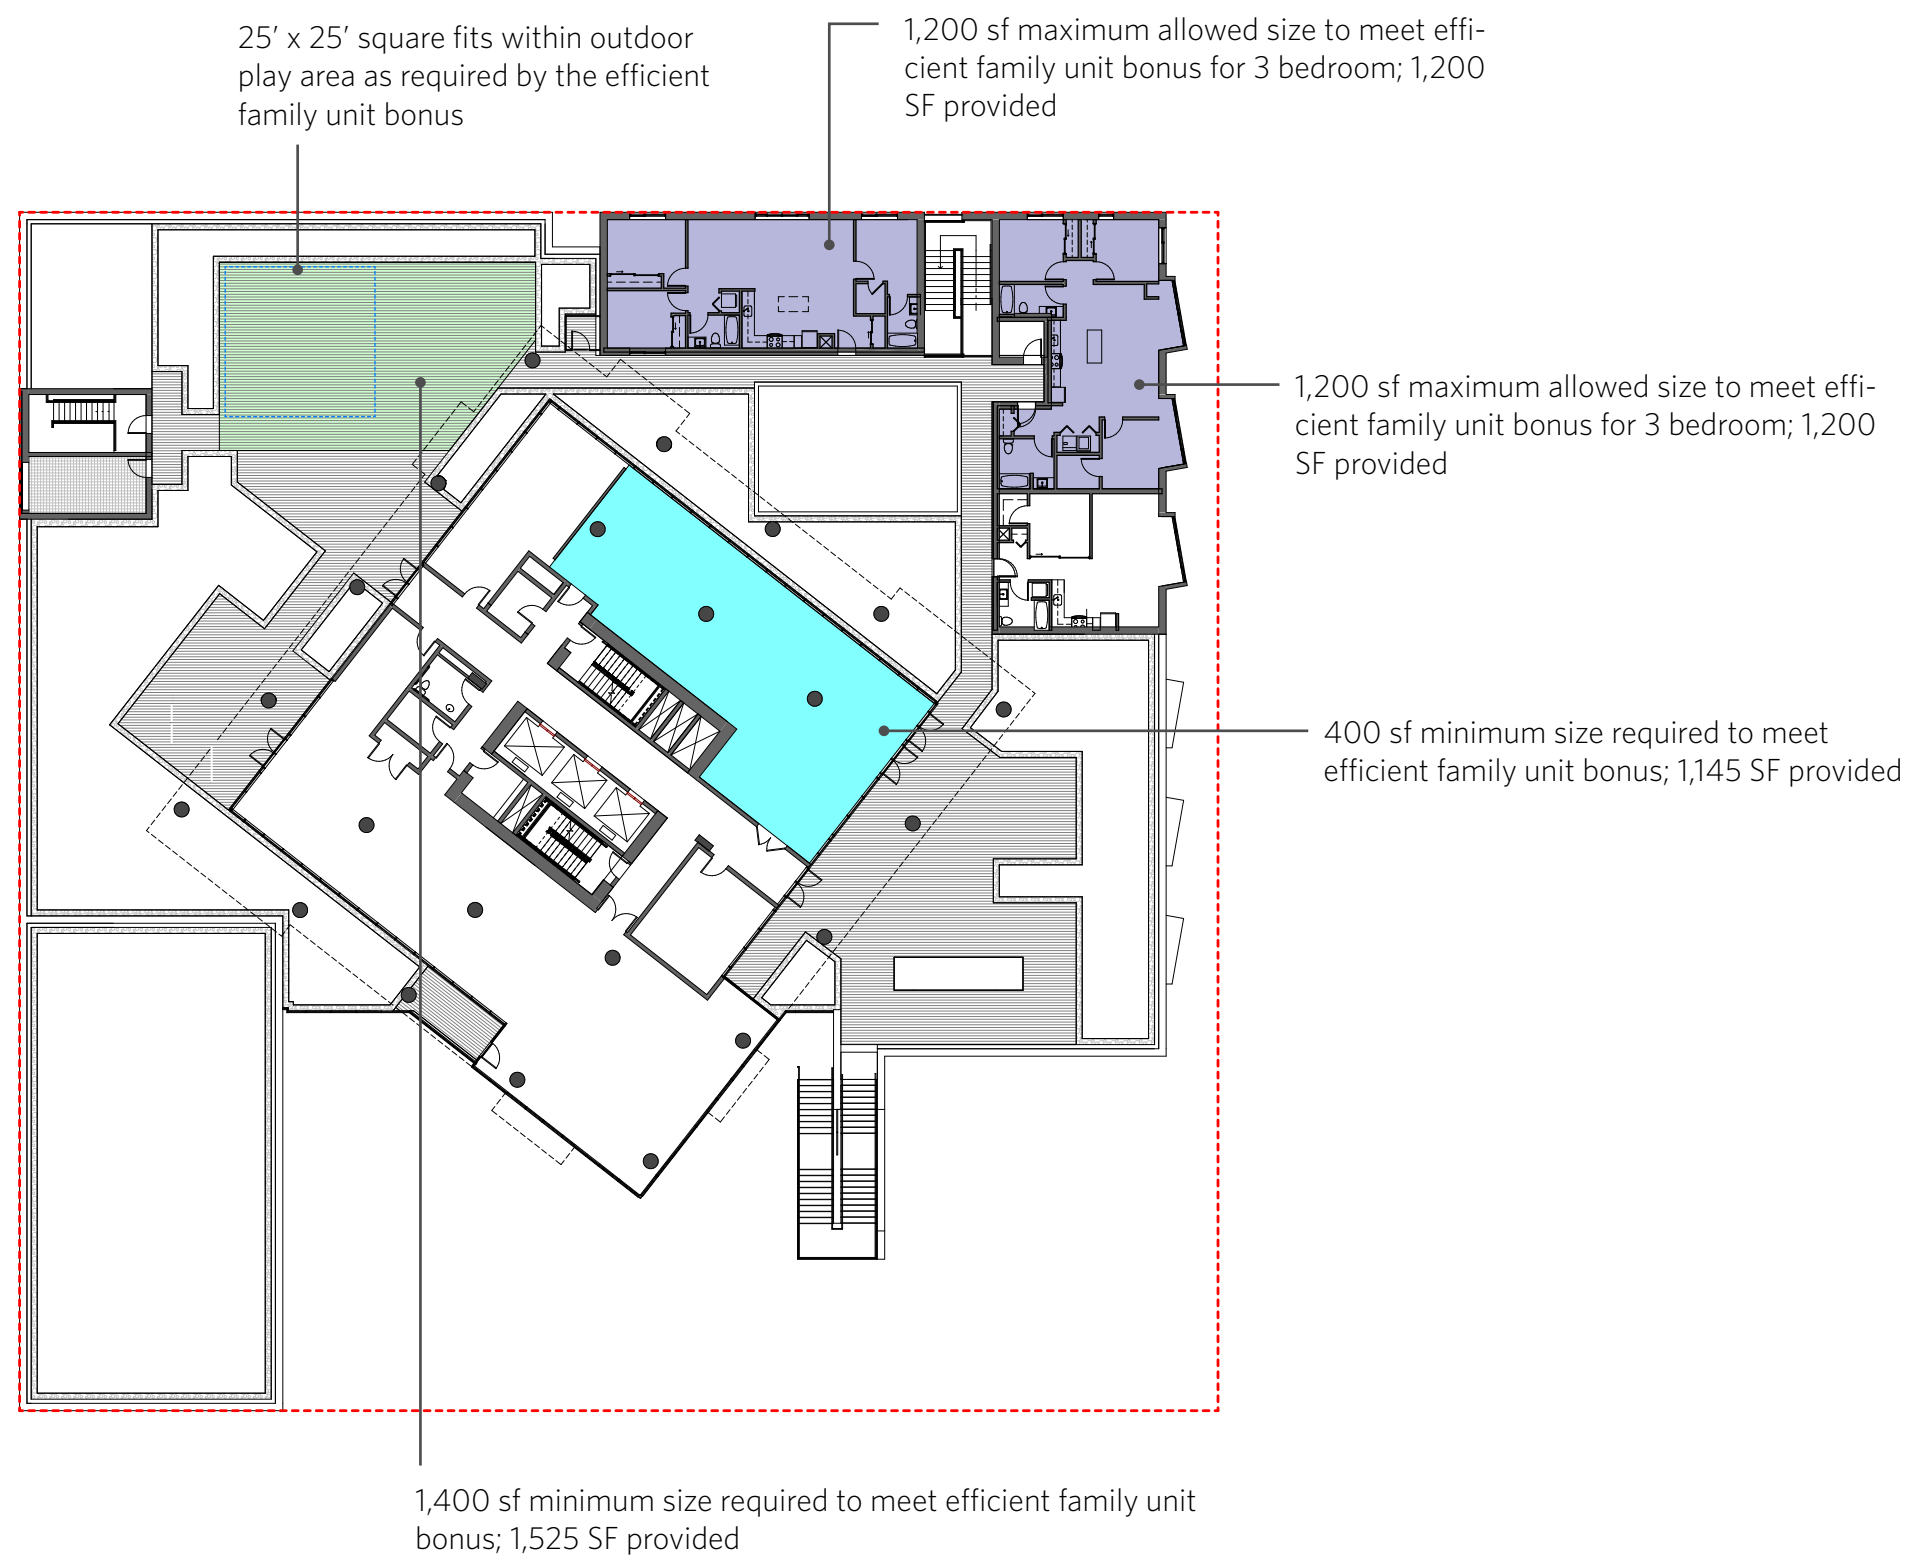 25’ x 25’ square fits within outdoor
play area as required by the efficient
family unit bonus
1,200 sf maximum allowed size to meet effi-
cient family unit bonus for 3 bedroom; 1,200
SF provided
1,200 sf maximum allowed size to meet effi-
cient family unit bonus for 3 bedroom; 1,200
SF provided
400 sf minimum size required to meet
efficient family unit bonus; 1,145 SF provided
1,400 sf minimum size required to meet efficient family unit
bonus; 1,525 SF provided